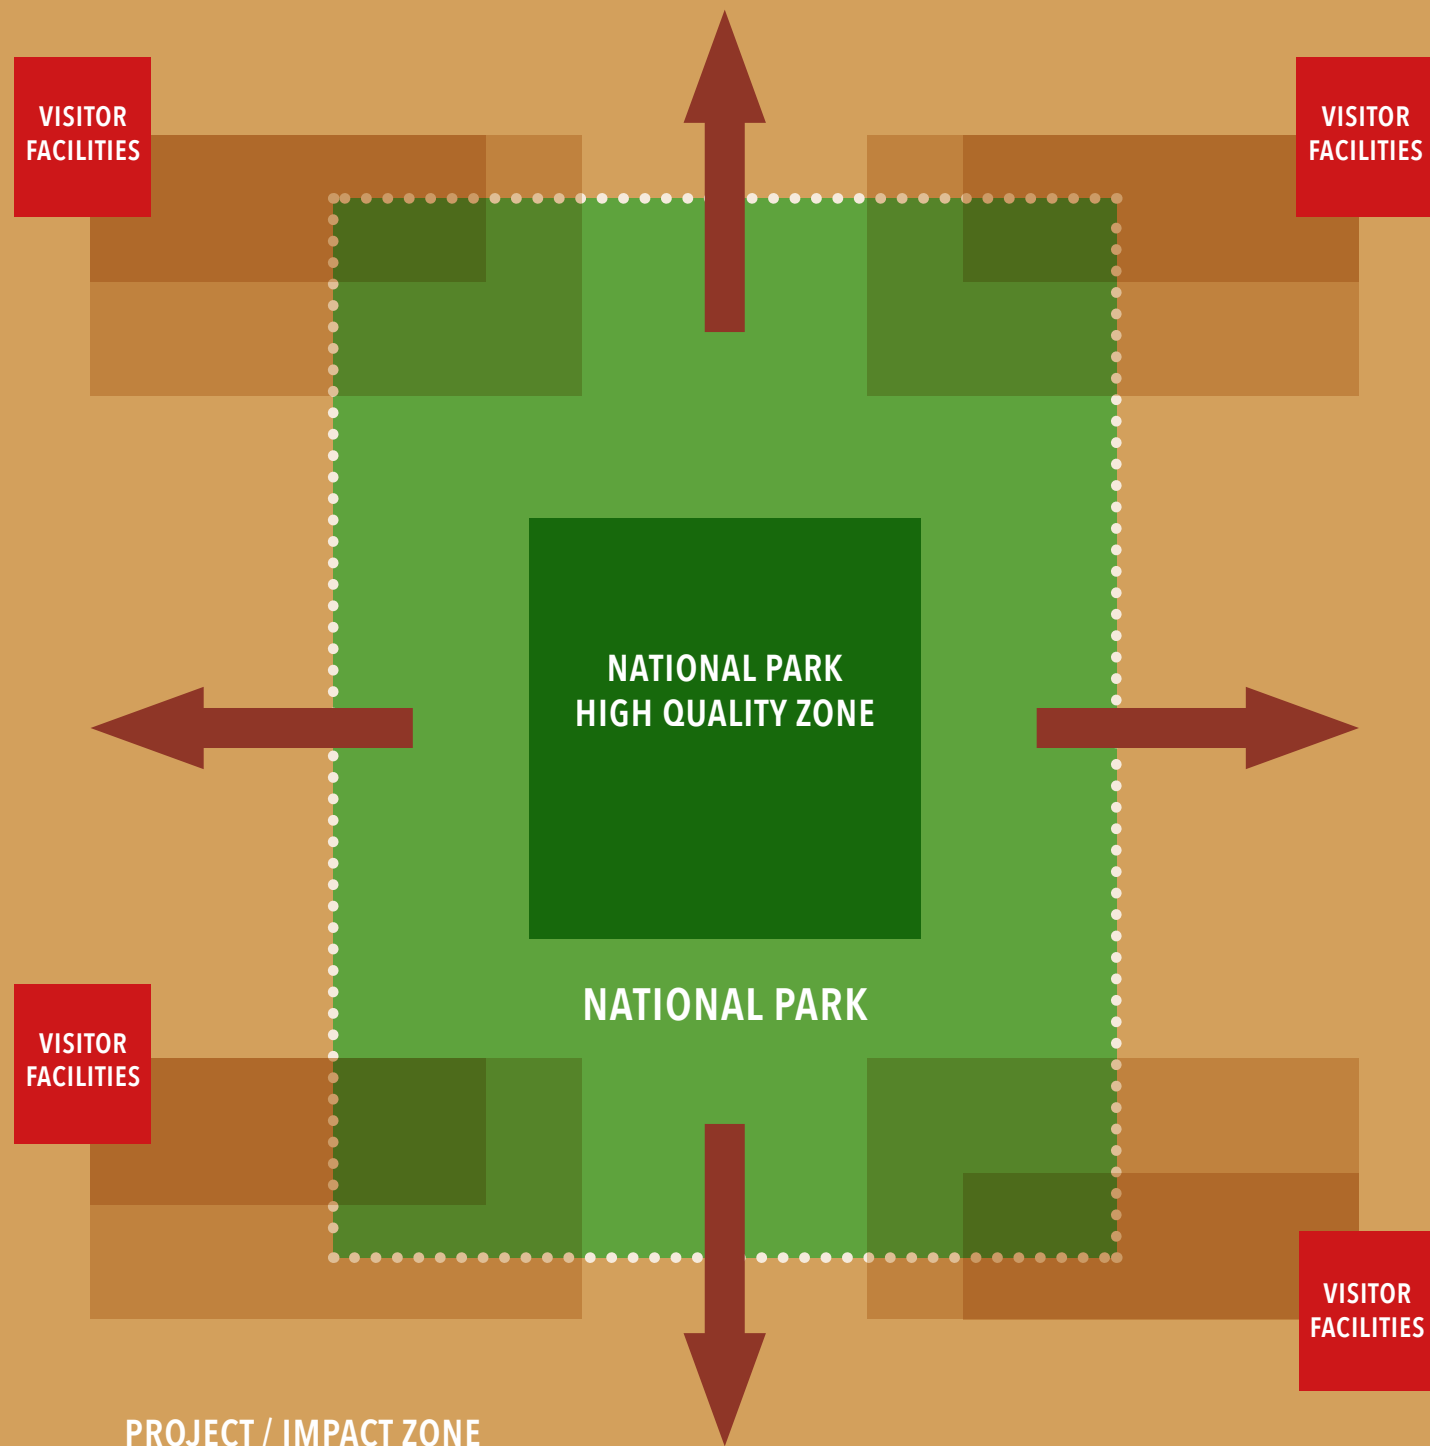 VISITOR
FACILITIES
VISITOR
FACILITIES
NATIONAL PARK
HIGH QUALITY ZONE
NATIONAL PARK
VISITOR
FACILITIES
VISITOR
FACILITIES
PROJECT / IMPACT ZONE